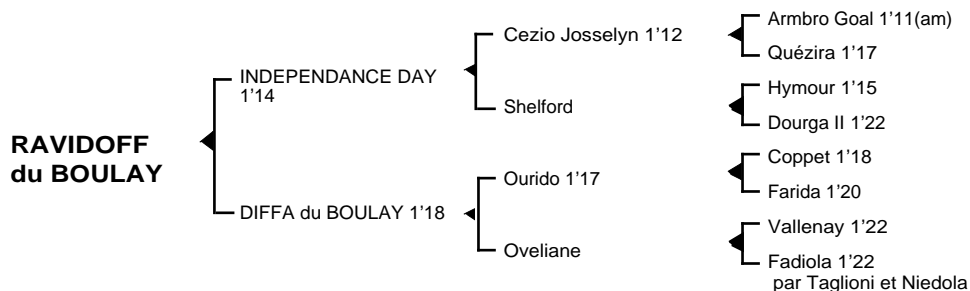 RAVIDOFF
du BOULAY
INDEPENDANCE DAY
1’14
DIFFA du BOULAY 1’18
Cezio Josselyn 1’12
Shelford
Ourido 1’17
Oveliane
Armbro Goal 1’11(am)
Quézira 1’17
Hymour 1’15
Dourga II 1’22
Coppet 1’18
Farida 1’20
Vallenay 1’22
Fadiola 1’22
par Taglioni et Niedola